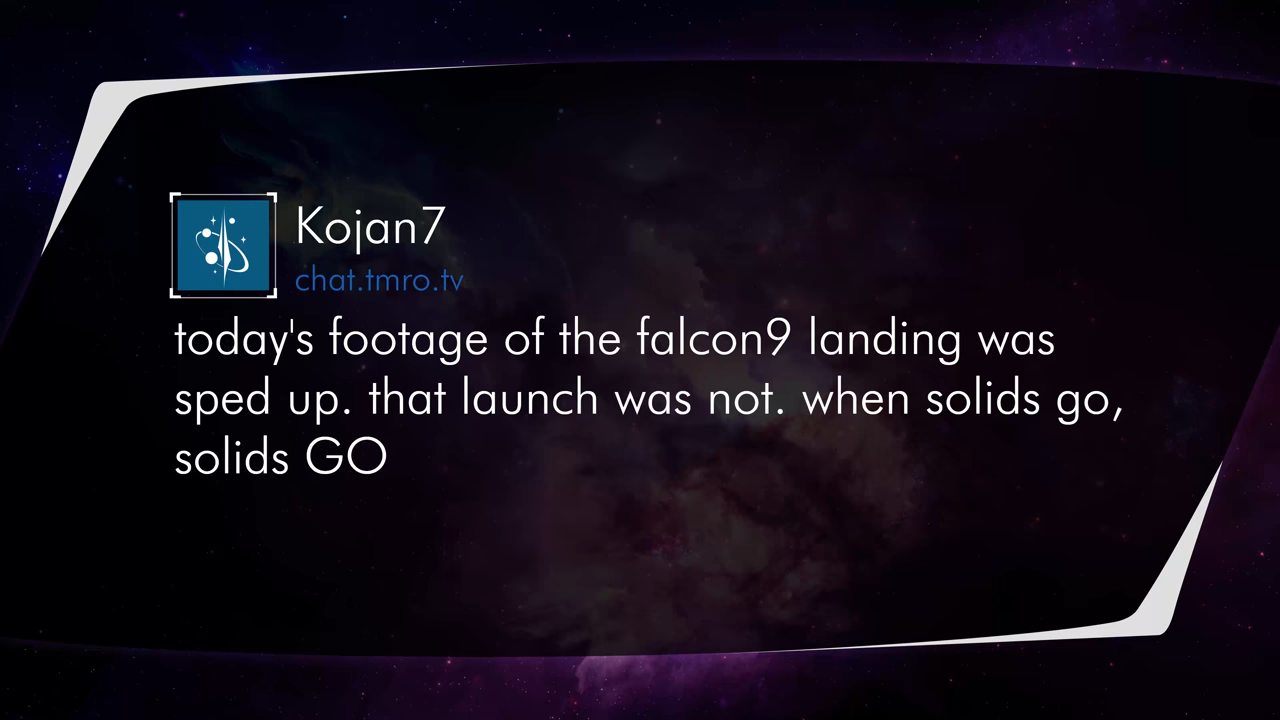 Kojan7
chat.tmro.tv
today's footage of the falcon9 landing was
sped up. that launch was not. when solids go,
solids GO